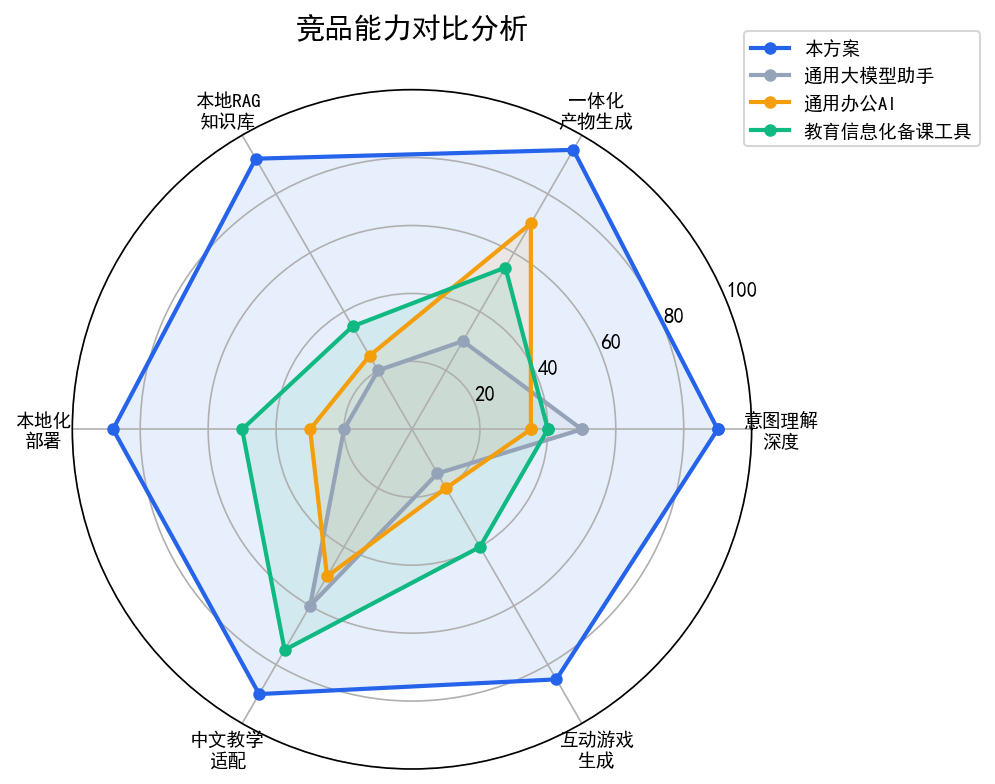 竞品能力对比分析
本方案
通用大模型助手
通用办公AI
教育信息化备课工具
本地RAG
知识库
一体化
产物生成
100
80
60
40
20
本地化
部署
意图理解
深度
中文教学
适配
互动游戏
生成